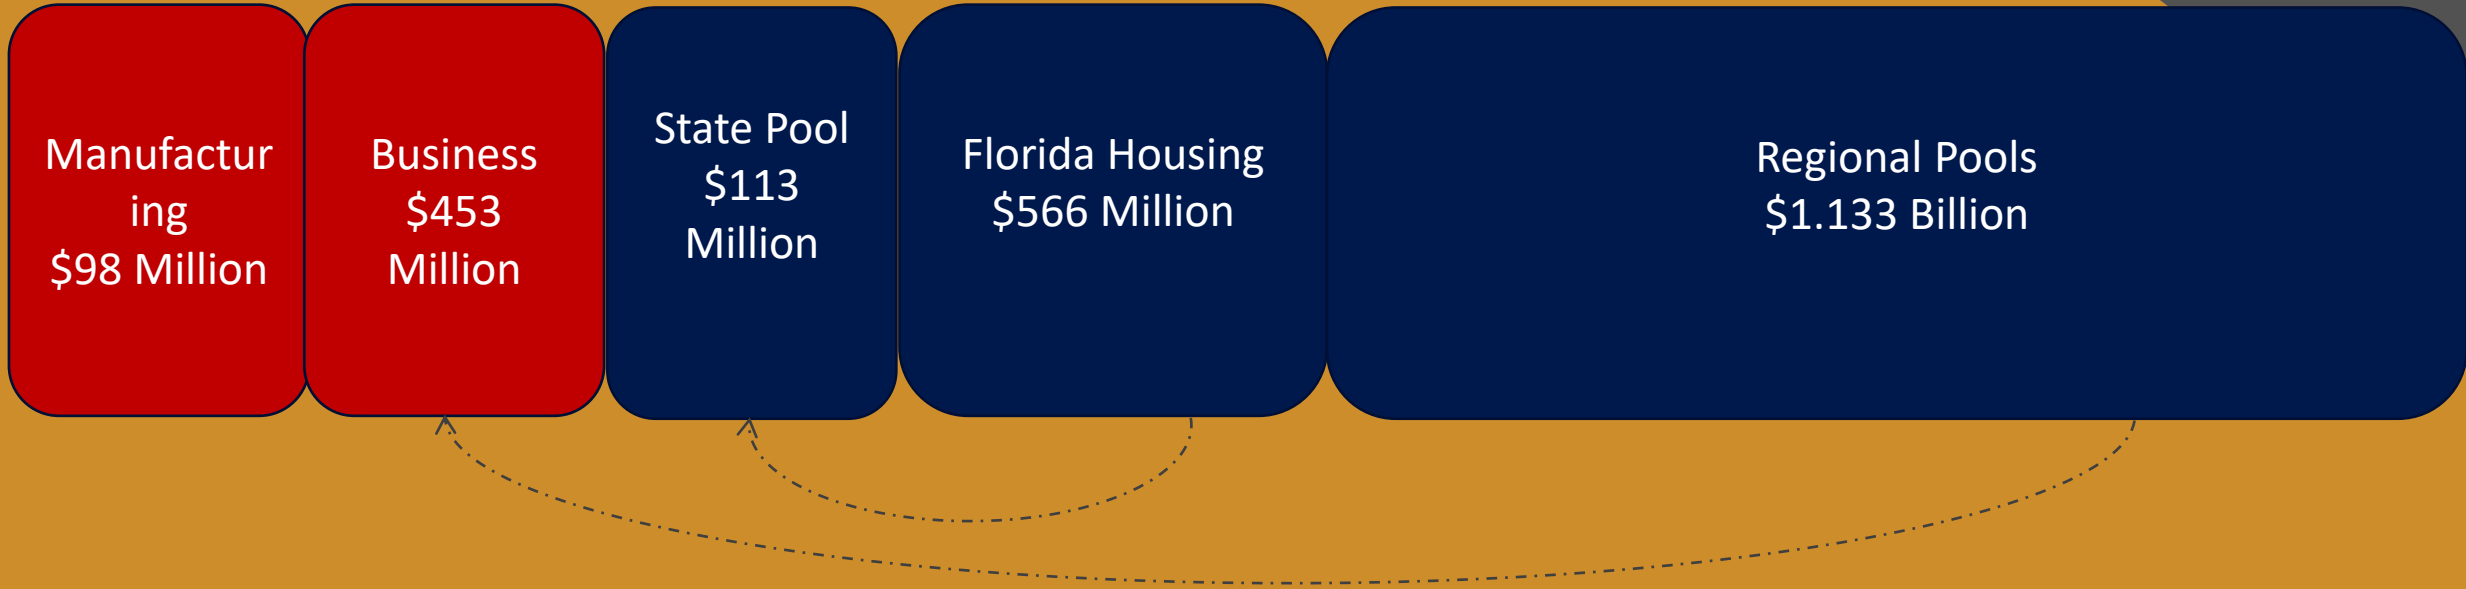 Manufactur
ing
$98 Million
Business
$453
Million
State Pool
$113
Million
Florida Housing
$566 Million
Regional Pools
$1.133 Billion